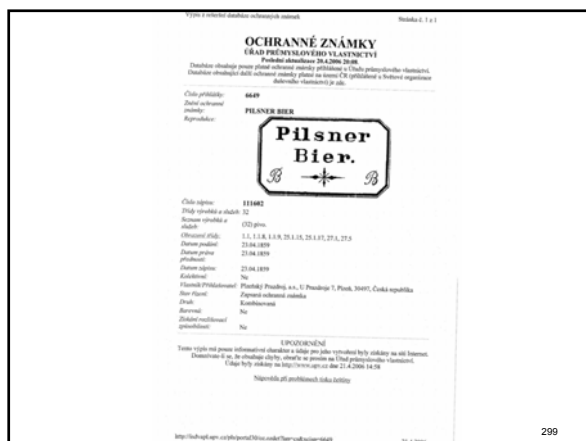 Výpis z rešeršní databáze ochranných známek Stránka č. 1 z 1
OCHRANNÉ ZNÁMKY
ÚŘAD PRŮMYSLOVÉHO VLASTNICTVÍ
Poslední aktualizace 20.4.2006 20:08
Databáze obsahuje pouze platné ochranné známky přihlášené u Úřadu průmyslového vlastnictví.
Databáze obsahující další ochranné známky platné na území ČR (přihlášené u Světové organizace
duševního vlastnictví) je zde.
Číslo přihlášky: 6649
Znění ochranné
známky: PILSNER BIER
Reprodukce:
Pilsner
Bier.
B B
Číslo zápisu: 111602
Třídy výrobků a služeb: 32
Seznam výrobků a
služeb: (32) pivo.
Obrazové třídy: 1.1, 1.1.8, 1.1.9, 25.1.15, 25.1.17, 27.1, 27.5
Datum podání: 23.04.1859
Datum práva
přednosti: 23.04.1859
Datum zápisu: 23.04.1859
Kolektivní: Ne
Vlastník/Přihlašovatel: Plzeňský Prazdroj, a.s., U Prazdroje 7, Plzeň, 30497, Česká republika
Stav řízení: Zapsaná ochranná známka
Druh: Kombinovaná
Barevná: Ne
Získání rozlišovací
způsobilosti: Ne
UPOZORNĚNÍ
Tento výpis má pouze informativní charakter a údaje pro jeho vytvoření byly získány na síti Internet.
Domníváte-li se, že obsahuje chyby, obraťte se prosím na Úřad průmyslového vlastnictví.
Údaje byly získány na http://www.upv.cz dne 21.4.2006 14:58
Nápověda při problémech tisku češtiny
299